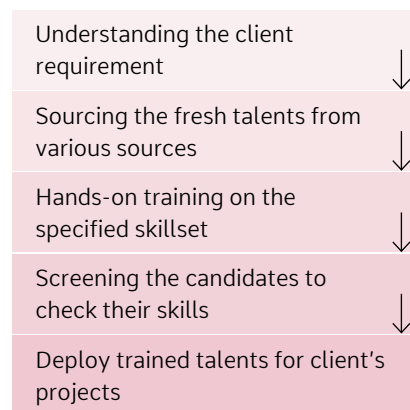 Understanding the client
requirement
Sourcing the fresh talents from
various sources
Hands-on training on the
specified skillset
Screening the candidates to
check their skills
Deploy trained talents for client's
projects